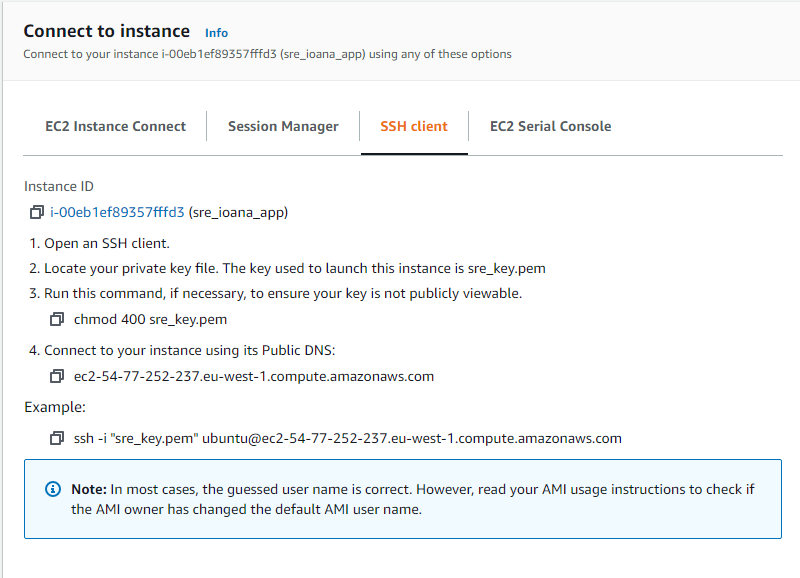 Connect to instance Info
Connect to your instance i-00eb1ef89357fffd3 (sre_ioana_app) using any of these options
EC2 Instance Connect
Session Manager
SSH client
EC2 Serial Console
Instance ID
i-00eb1ef89357fffd3 (sre_ioana_app)
1. Open an SSH client.
2. Locate your private key file. The key used to launch this instance is sre_key.pem
3. Run this command, if necessary, to ensure your key is not publicly viewable.
chmod 400 sre_key.pem
4. Connect to your instance using its Public DNS:
ec2-54-77-252-237.eu-west-1.compute.amazonaws.com
Example:
ssh -i "sre_key.pem" ubuntu@ec2-54-77-252-237.eu-west-1.compute.amazonaws.com
Note: In most cases, the guessed user name is correct. However, read your AMI usage instructions to check if
the AMI owner has changed the default AMI user name.